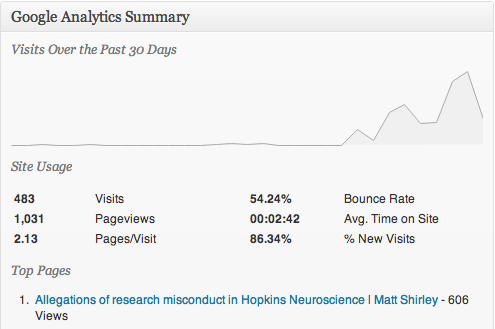 Google Analytics Summary
Visits Over the Past 30 Days
Site Usage
483 Visits 54.24% Bounce Rate
1,031 Pageviews 00:02:42 Avg. Time on Site
2.13 Pages/Visit 86.34% % New Visits
Top Pages
1. Allegations of research misconduct in Hopkins Neuroscience | Matt Shirley - 606
Views